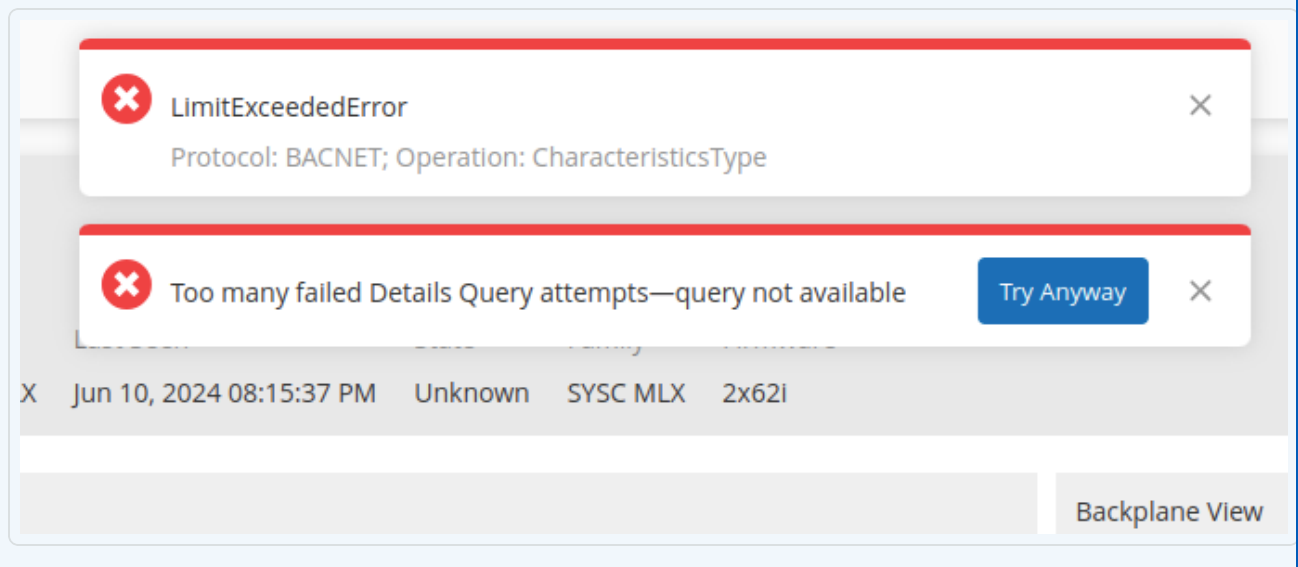 LimitExceededError
Protocol: BACNET; Operation: CharacteristicsType
Too many failed Details Query attempts—query not available
Try Anyway
X Jun 10, 2024 08:15:37 PM Unknown SYSC MLX 2x62i
Backplane View